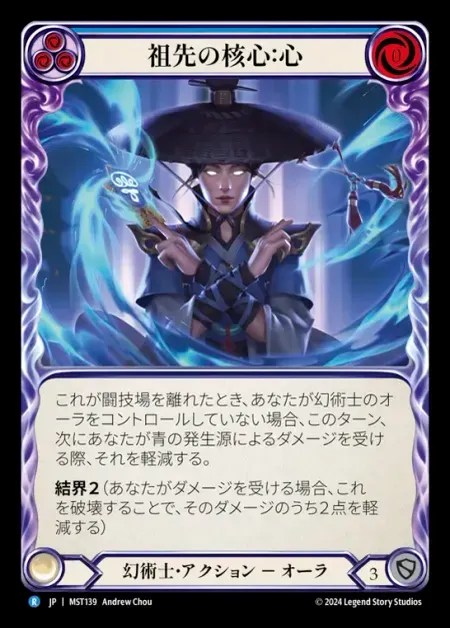 祖先の核心:心
0
これが闘技場を離れたとき、あなたが幻術士のオ
ーラをコントロールしていない場合、このターン、
次にあなたが青の発生源によるダメージを受け
る際、それを軽減する。
結界2(あなたがダメージを受ける場合、これ
を破壊することで、そのダメージのうち2点を軽
減する)
幻術士・アクション − オーラ
3
R JP | MST139 Andrew Chou
© 2024 Legend Story Studios